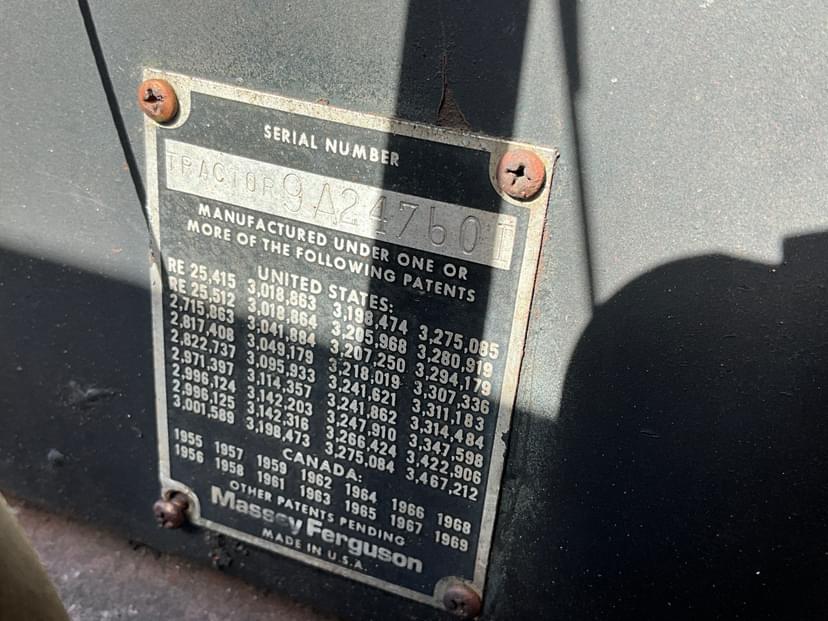 SERIAL NUMBER
TRACTOR 9A247601
MANUFACTURED UNDER ONE OR
MORE OF THE FOLLOWING PATENTS
UNITED STATES:
RE 25,415 3,018,863 3,198,474 3,275,085
RE 25,512 3,018,864 3,205,968 3,280,919
2,715,863 3,041,884 3,207,250 3,294,179
2,817,408 3,049,179 3,218,019 3,307,336
2,822,737 3,095,933 3,241,621 3,311,183
2,971,397 3,114,357 3,241,862 3,314,484
2,996,124 3,142,203 3,247,910 3,347,598
2,996,125 3,142,316 3,266,424 3,422,906
3,001,589 3,198,473 3,275,084 3,467,212
CANADA:
1955 1957 1959 1962 1964 1966 1968
1956 1958 1961 1963 1965 1967 1969
OTHER PATENTS PENDING
Massey Ferguson
MADE IN U.S.A.